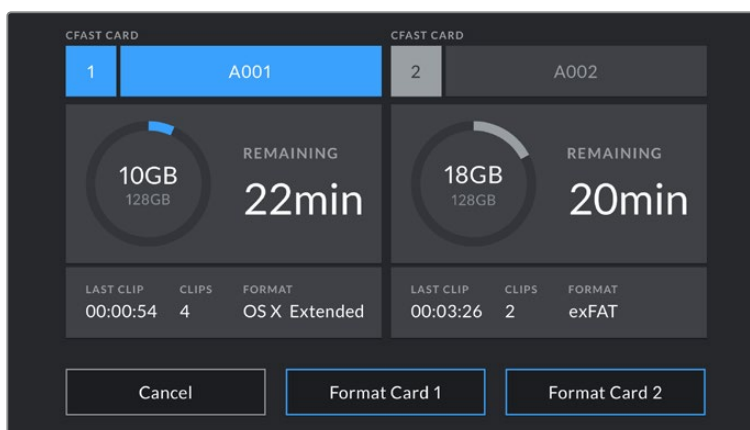 CFAST CARD
1 A001
10GB
128GB
REMAINING
22min
LAST CLIP CLIPS FORMAT
00:00:54 4 OS X Extended
CFAST CARD
2 A002
18GB
128GB
REMAINING
20min
LAST CLIP CLIPS FORMAT
00:03:26 2 exFAT
Cancel Format Card 1 Format Card 2